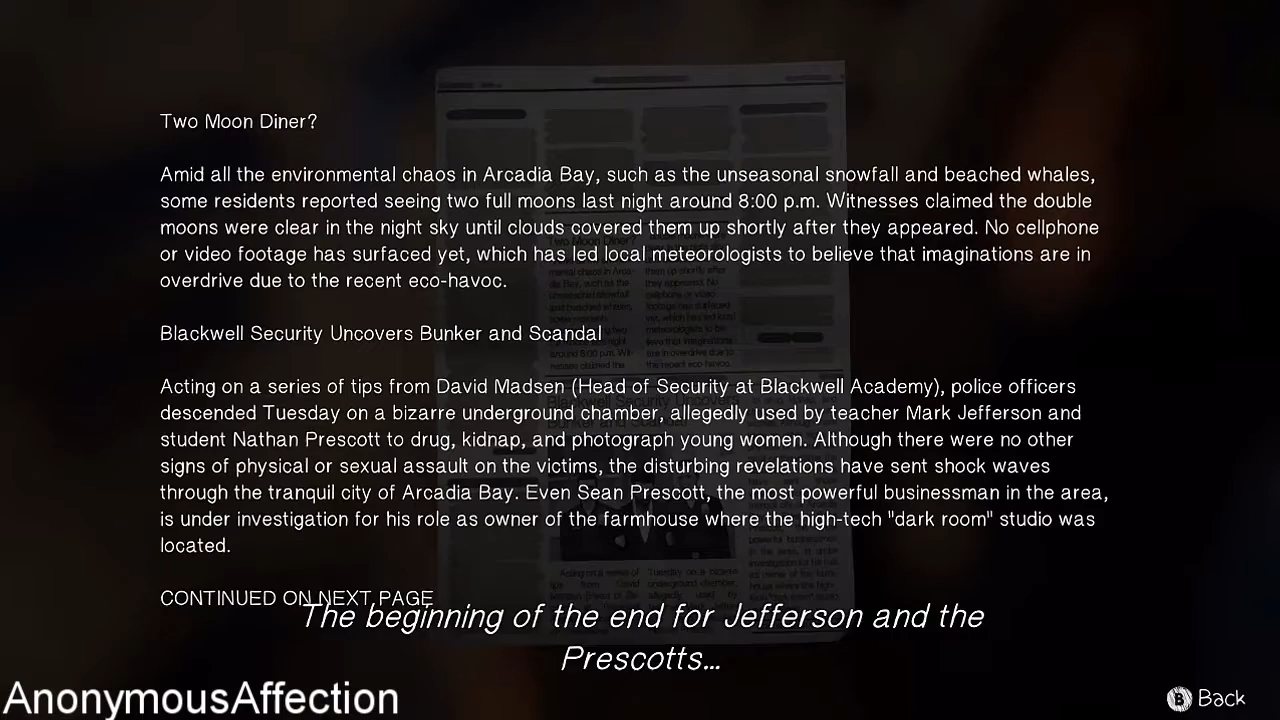 Two Moon Diner?
Amid all the environmental chaos in Arcadia Bay, such as the unseasonal snowfall and beached whales,
some residents reported seeing two full moons last night around 8:00 p.m. Witnesses claimed the double
moons were clear in the night sky until clouds covered them up shortly after they appeared. No cellphone
or video footage has surfaced yet, which has led local meteorologists to believe that imaginations are in
overdrive due to the recent eco-havoc.
Blackwell Security Uncovers Bunker and Scandal
Acting on a series of tips from David Madsen (Head of Security at Blackwell Academy), police officers
descended Tuesday on a bizarre underground chamber, allegedly used by teacher Mark Jefferson and
student Nathan Prescott to drug, kidnap, and photograph young women. Although there were no other
signs of physical or sexual assault on the victims, the disturbing revelations have sent shock waves
through the tranquil city of Arcadia Bay. Even Sean Prescott, the most powerful businessman in the area,
is under investigation for his role as owner of the farmhouse where the high-tech "dark room" studio was
located.
CONTINUED ON NEXT PAGE
The beginning of the end for Jefferson and the
Prescotts...
AnonymousAffection
B Back